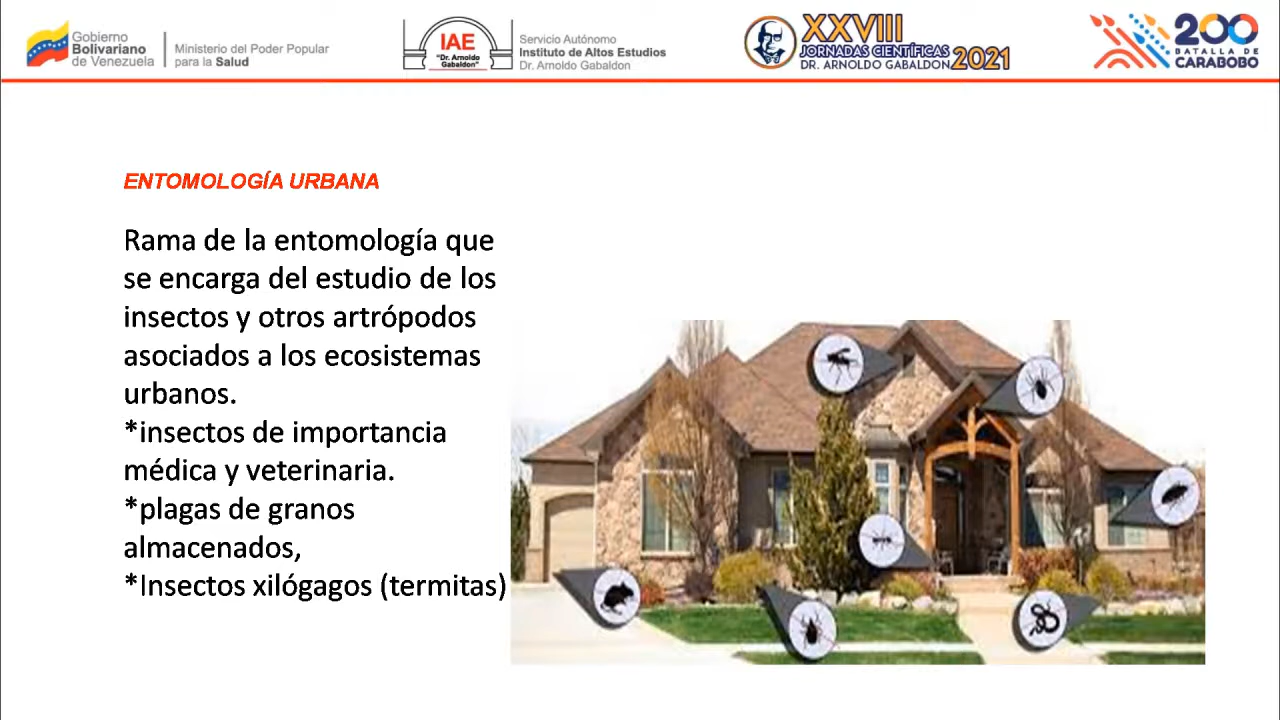 Gobierno
Bolivariano
de Venezuela
Ministerio del Poder Popular
para la Salud
IAE
"Dr. Arnoldo
Gabaldon"
Servicio Autónomo
Instituto de Altos Estudios
Dr. Arnoldo Gabaldon
XXVIII
JORNADAS CIENTÍFICAS
DR. ARNOLDO GABALDON 2021
200
BATALLA DE
CARABOBO
ENTOMOLOGÍA URBANA
Rama de la entomología que
se encarga del estudio de los
insectos y otros artrópodos
asociados a los ecosistemas
urbanos.
*insectos de importancia
médica y veterinaria.
*plagas de granos
almacenados,
*Insectos xilógagos (termitas)